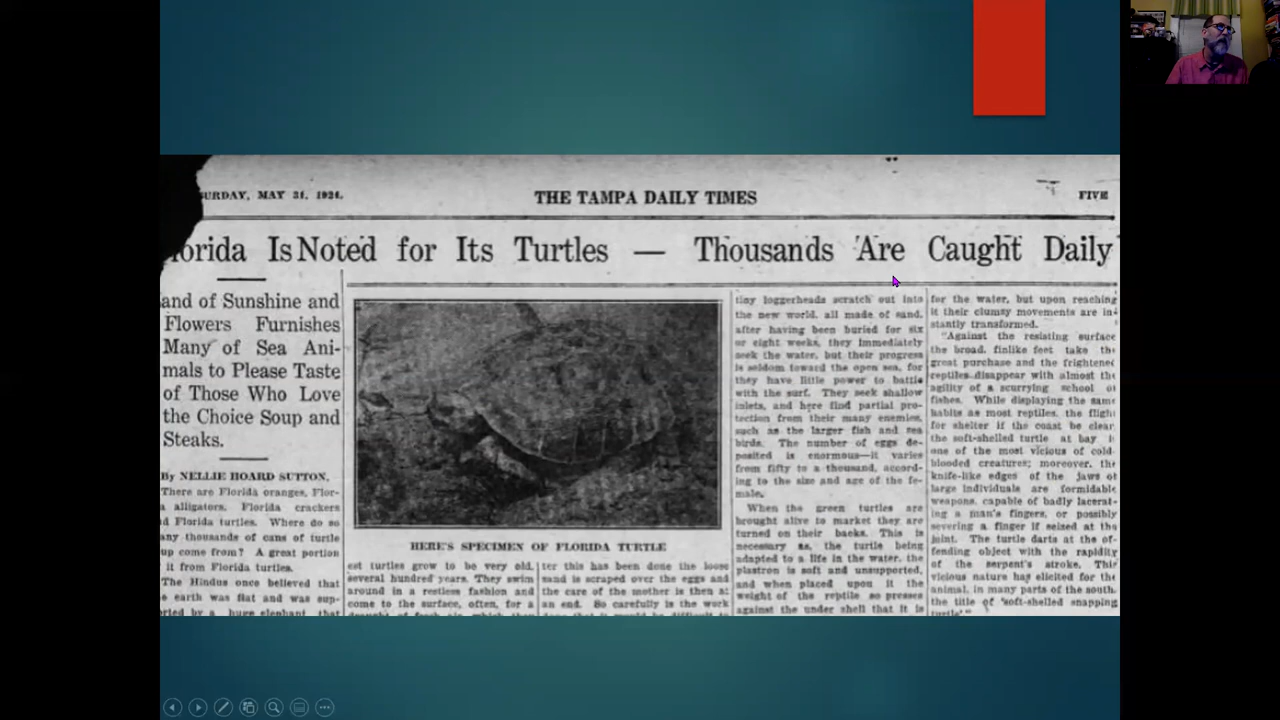 URDAY, MAY 31, 1924.
THE TAMPA DAILY TIMES
FIVE
orida Is Noted for Its Turtles — Thousands Are Caught Daily
and of Sunshine and
Flowers Furnishes
Many of Sea Ani-
mals to Please Taste
of Those Who Love
the Choice Soup and
Steaks.
By NELLIE HOARD SUTTON.
There are Florida oranges, Flor-
a alligators, Florida crackers
d Florida turtles. Where do so
any thousands of cans of turtle
up come from? A great portion
it from Florida turtles.
The Hindus once believed that
e earth was flat and was sup-
orted by a huge elephant that
HERE'S SPECIMEN OF FLORIDA TURTLE
est turtles grow to be very old,
several hundred years. They swim
around in a restless fashion and
come to the surface, often, for a
ter this has been done the loose
sand is scraped over the eggs and
the care of the mother is then at
an end. So carefully is the work
tiny loggerheads scratch out into
the new world, all made of sand,
after having been buried for six
or eight weeks, they immediately
seek the water, but their progress
is seldom toward the open sea, for
they have little power to battle
with the surf. They seek shallow
inlets, and here find partial pro-
tection from their many enemies,
such as the larger fish and sea
birds. The number of eggs de-
posited is enormous—it varies
from fifty to a thousand, accord-
ing to the size and age of the fe-
male.
When the green turtles are
brought alive to market they are
turned on their backs. This is
necessary as, the turtle being
adapted to a life in the water, the
plastron is soft and unsupported,
and when placed upon it the
weight of the reptile so presses
against the under shell that it is
for the water, but upon reaching
it their clumsy movements are in-
stantly transformed.
"Against the resisting surface
the broad, finlike feet take the
great purchase and the frightened
reptiles disappear with almost the
agility of a scurrying school of
fishes. While displaying the same
habits as most reptiles, the flight
for shelter if the coast be clear,
the soft-shelled turtle at bay is
one of the most vicious of cold-
blooded creatures; moreover, the
knife-like edges of the jaws of
large individuals are formidable
weapons, capable of badly lacerat-
ing a man's fingers, or possibly
severing a finger if seized at the
joint. The turtle darts at the of-
fending object with the rapidity
of the serpent's stroke. This
vicious nature has elicited for the
animal, in many parts of the south,
the title of 'soft-shelled snapping
turtle'"